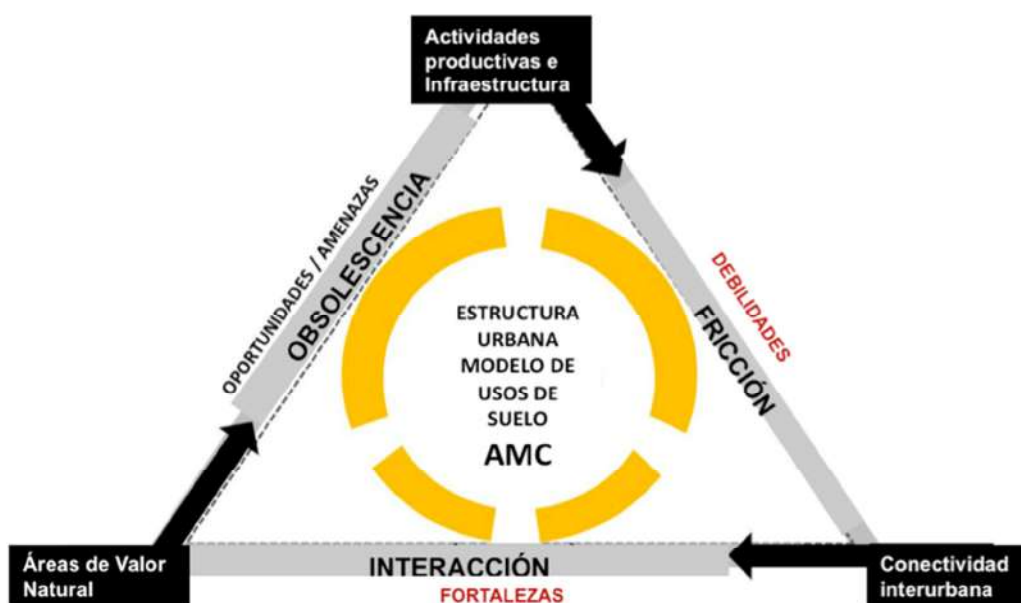 Actividades
productivas e
Infraestructura
OPORTUNIDADES / AMENAZAS
OBSOLESCENCIA
DEBILIDADES
FRICCIÓN
ESTRUCTURA
URBANA
MODELO DE
USOS DE
SUELO
AMC
Áreas de Valor
Natural
INTERACCIÓN
FORTALEZAS
Conectividad
interurbana